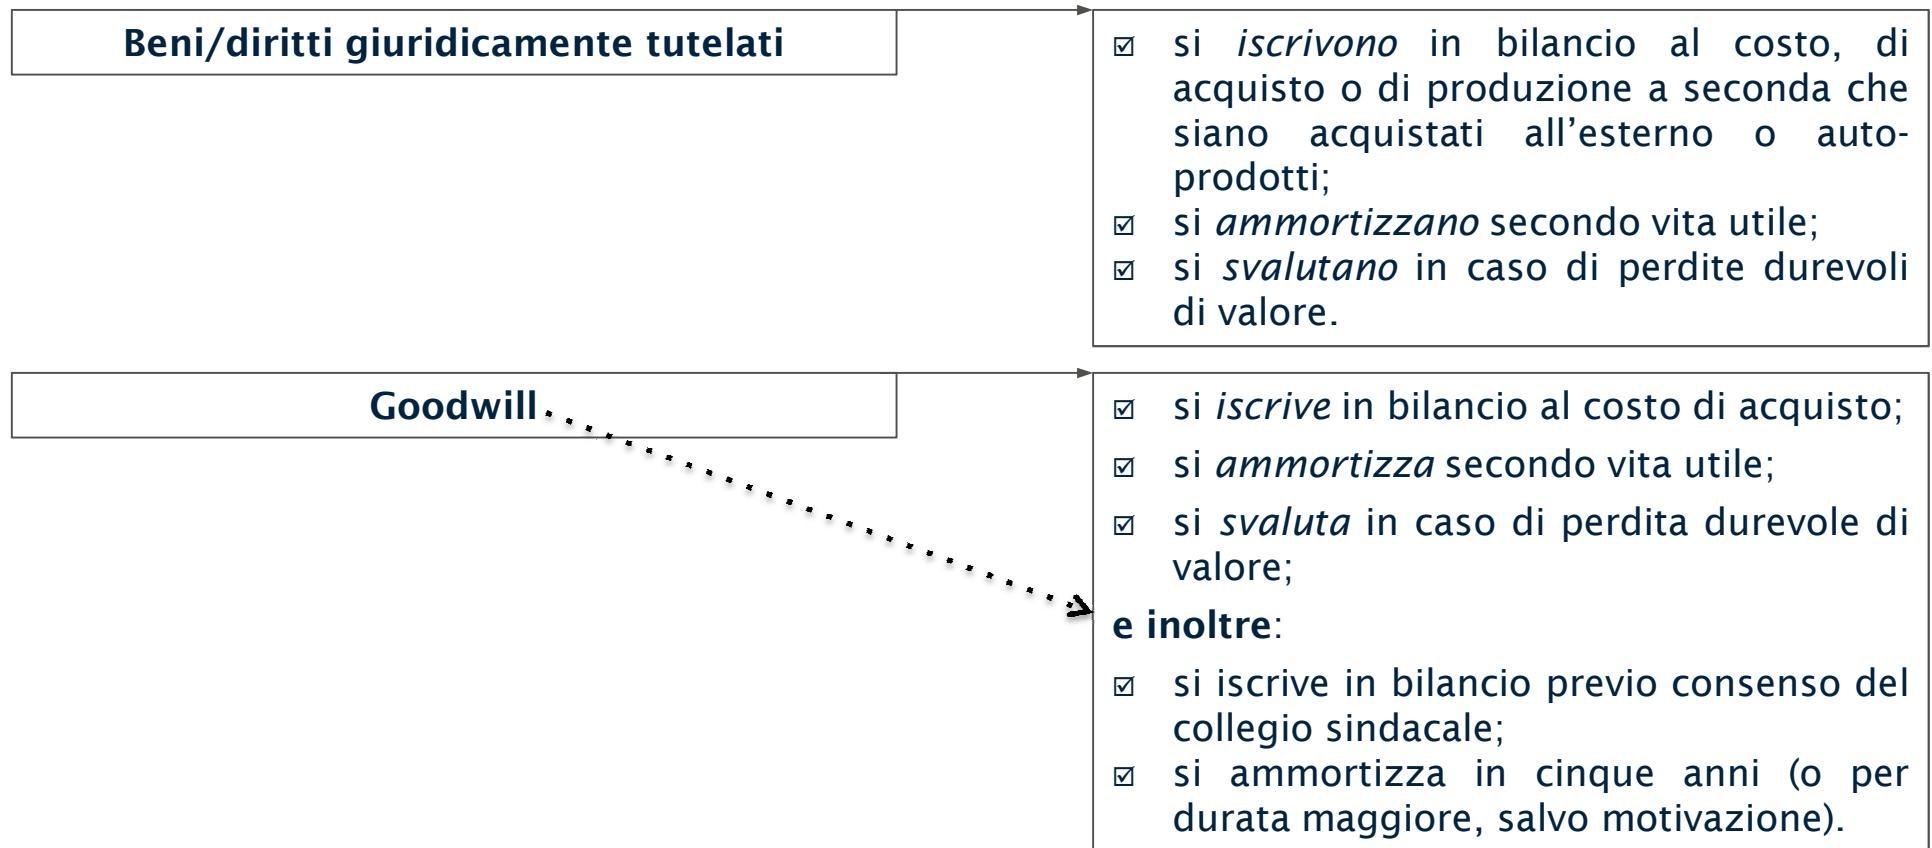 Beni/diritti giuridicamente tutelati
☑ si iscrivono in bilancio al costo, di
acquisto o di produzione a seconda che
siano acquistati all’esterno o auto-
prodotti;
☑ si ammortizzano secondo vita utile;
☑ si svalutano in caso di perdite durevoli
di valore.
Goodwill
☑ si iscrive in bilancio al costo di acquisto;
☑ si ammortizza secondo vita utile;
☑ si svaluta in caso di perdita durevole di
valore;
e inoltre:
☑ si iscrive in bilancio previo consenso del
collegio sindacale;
☑ si ammortizza in cinque anni (o per
durata maggiore, salvo motivazione).